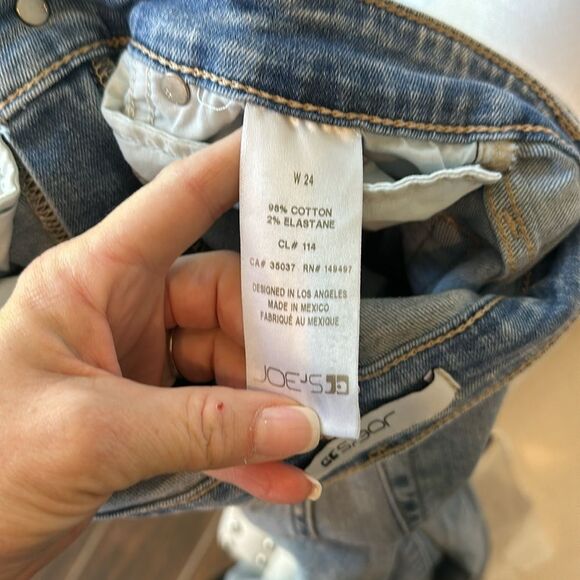 W 24
98% COTTON
2% ELASTANE
CL# 114
CA# 35037 RN# 149497
DESIGNED IN LOS ANGELES
MADE IN MEXICO
FABRIQUÉ AU MEXIQUE
JOE'S
JOE'S